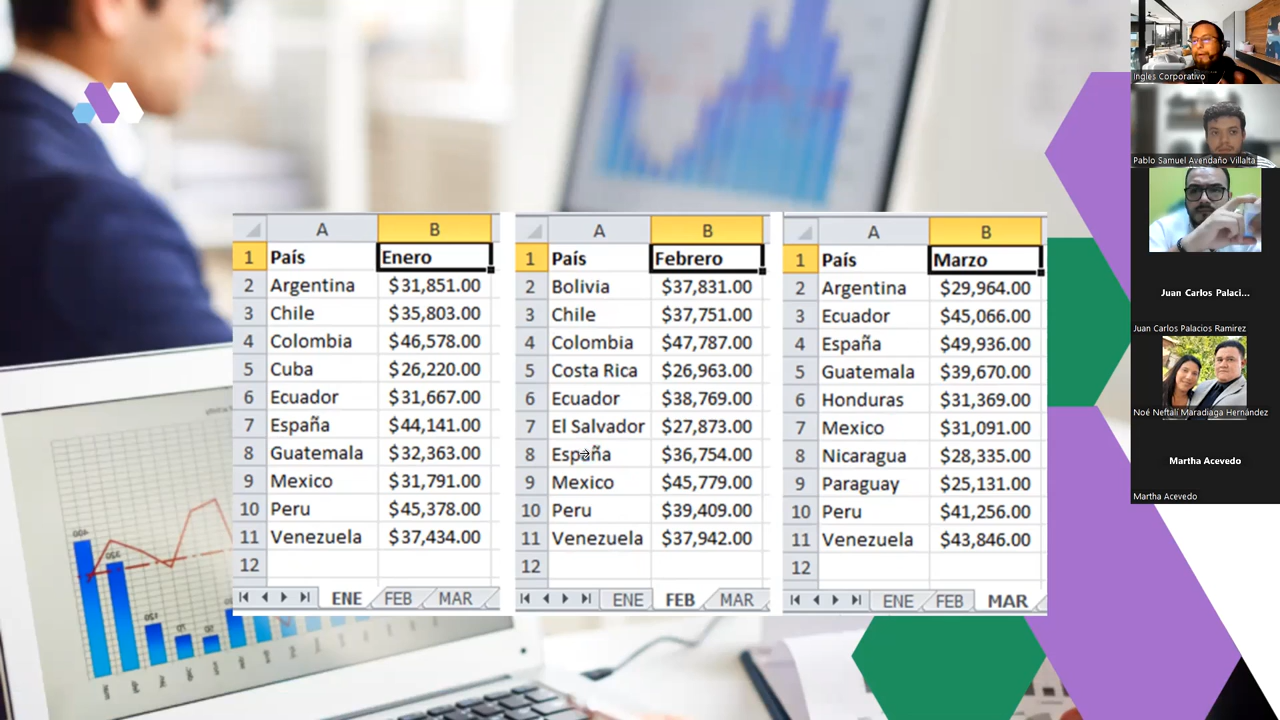 A B
1 País Enero
2 Argentina $31,851.00
3 Chile $35,803.00
4 Colombia $46,578.00
5 Cuba $26,220.00
6 Ecuador $31,667.00
7 España $44,141.00
8 Guatemala $32,363.00
9 Mexico $31,791.00
10 Peru $45,378.00
11 Venezuela $37,434.00
12
ENE FEB MAR
A B
1 País Febrero
2 Bolivia $37,831.00
3 Chile $37,751.00
4 Colombia $47,787.00
5 Costa Rica $26,963.00
6 Ecuador $38,769.00
7 El Salvador $27,873.00
8 España $36,754.00
9 Mexico $45,779.00
10 Peru $39,409.00
11 Venezuela $37,942.00
12
ENE FEB MAR
A B
1 País Marzo
2 Argentina $29,964.00
3 Ecuador $45,066.00
4 España $49,936.00
5 Guatemala $39,670.00
6 Honduras $31,369.00
7 Mexico $31,091.00
8 Nicaragua $28,335.00
9 Paraguay $25,131.00
10 Peru $41,256.00
11 Venezuela $43,846.00
12
ENE FEB MAR
Ingles Corporativo
Pablo Samuel Avendaño Villalta
Juan Carlos Palaci...
Juan Carlos Palacios Ramirez
Noé Neftalí Maradiaga Hernández
Martha Acevedo
Martha Acevedo